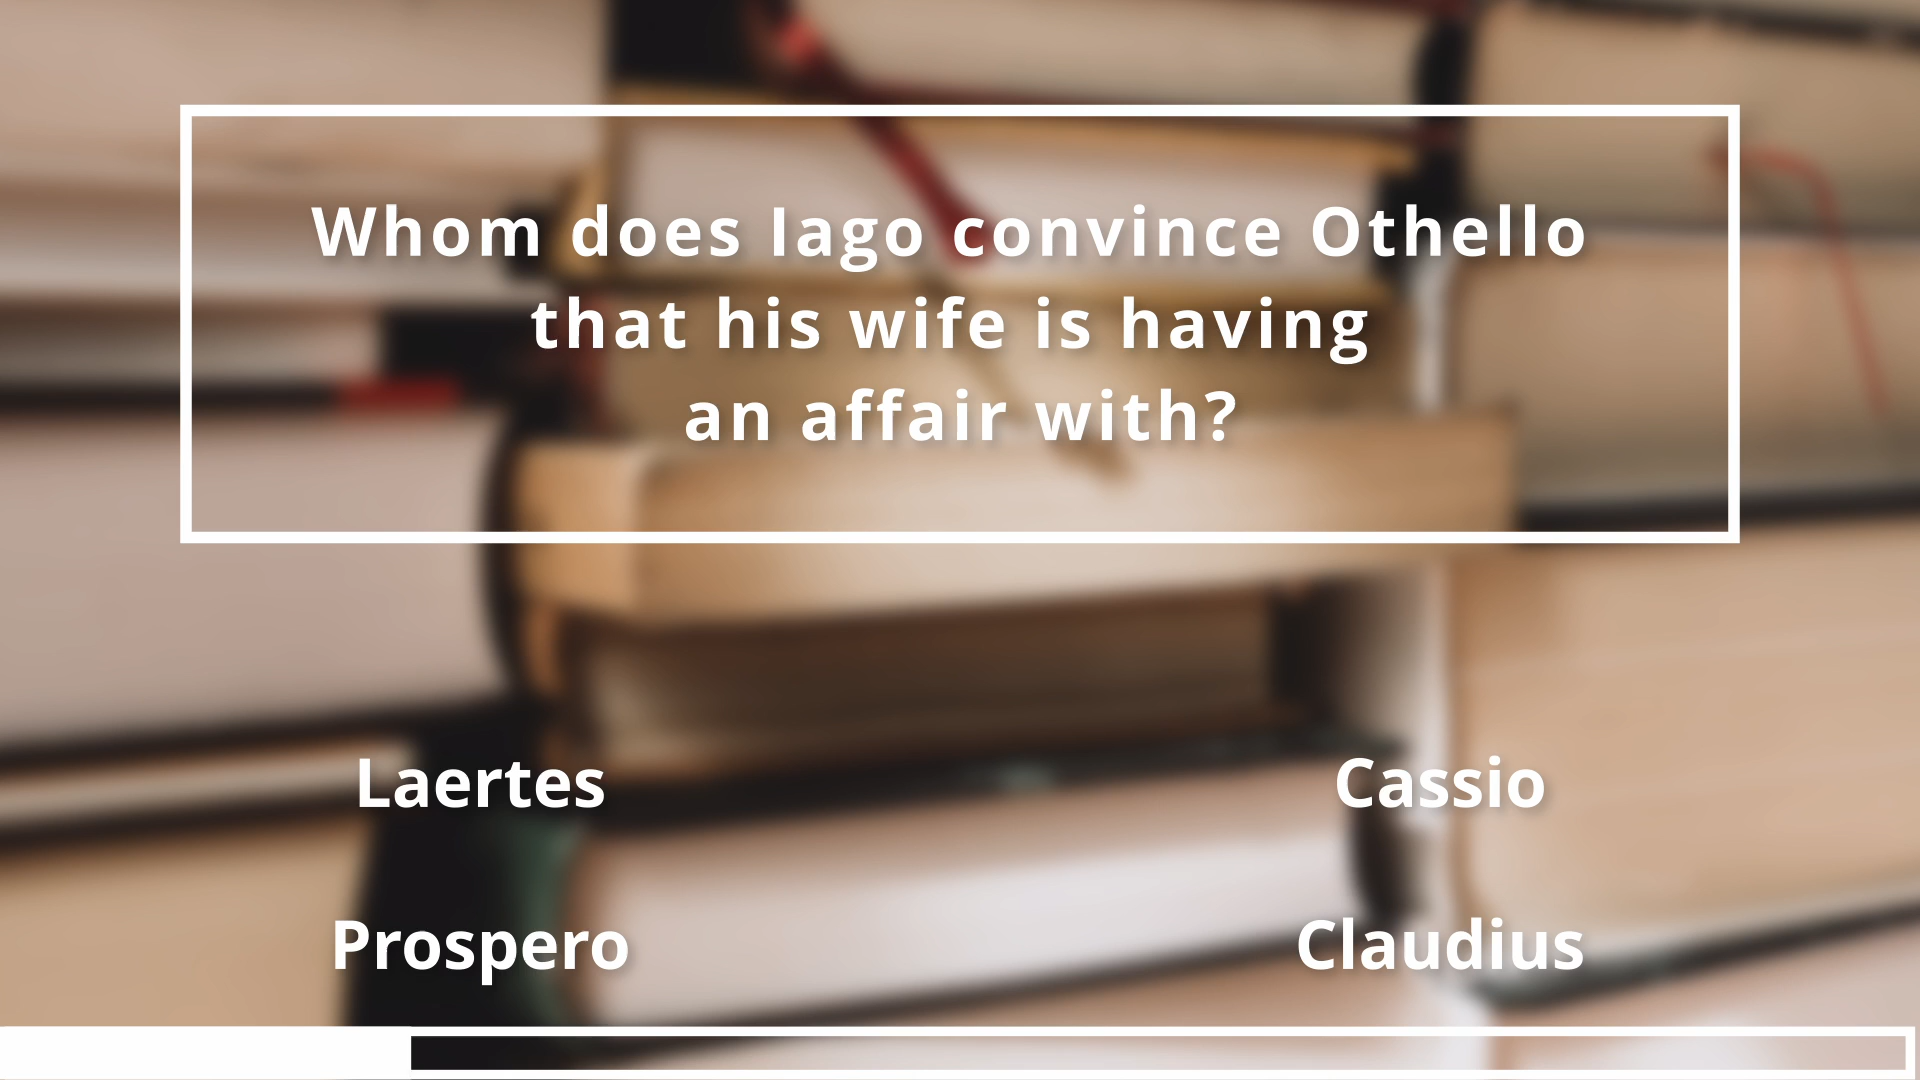 Whom does Iago convince Othello
that his wife is having
an affair with?
Laertes
Cassio
Prospero
Claudius